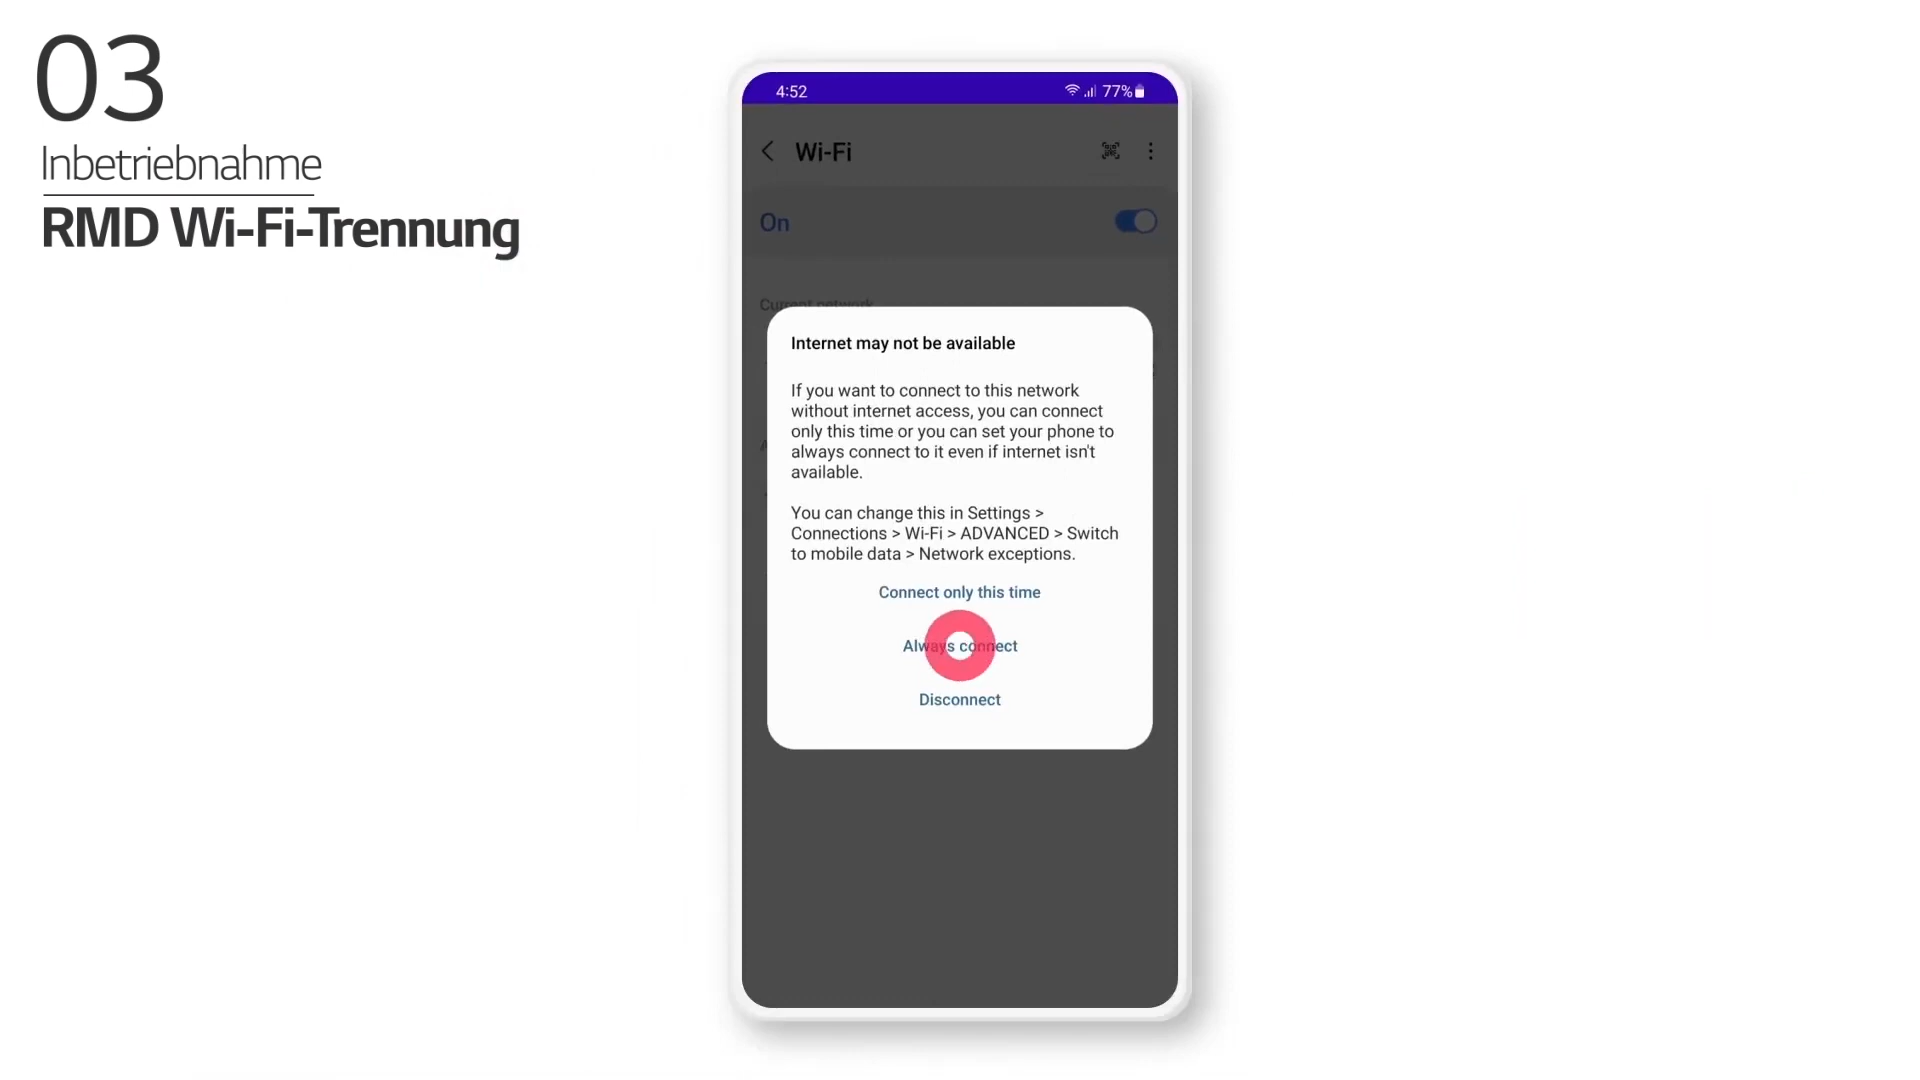 03
Inbetriebnahme
RMD Wi-Fi-Trennung
4:52
77%
Wi-Fi
On
Current network
Internet may not be available
If you want to connect to this network
without internet access, you can connect
only this time or you can set your phone to
always connect to it even if internet isn't
available.
You can change this in Settings >
Connections > Wi-Fi > ADVANCED > Switch
to mobile data > Network exceptions.
Connect only this time
Always connect
Disconnect